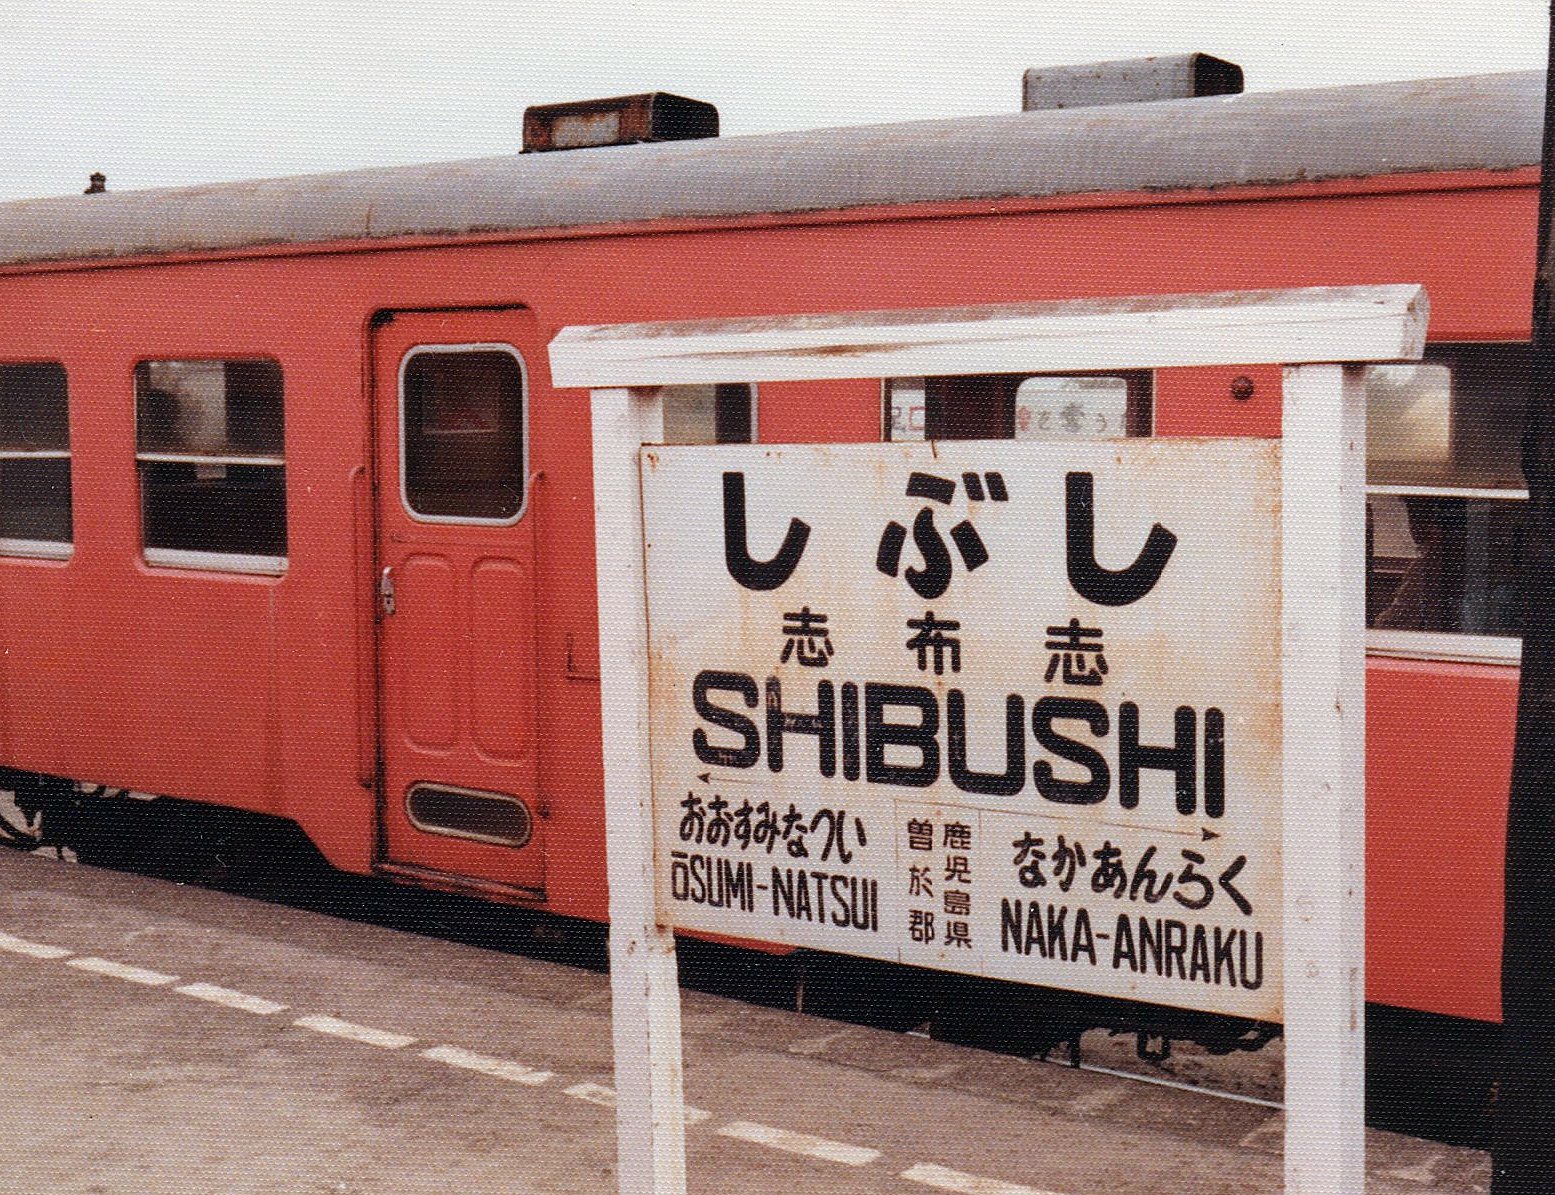 しぶし
志布志
SHIBUSHI
おおすみなつい
ŌSUMI-NATSUI
鹿児島県
曽於郡
なかあんらく
NAKA-ANRAKU